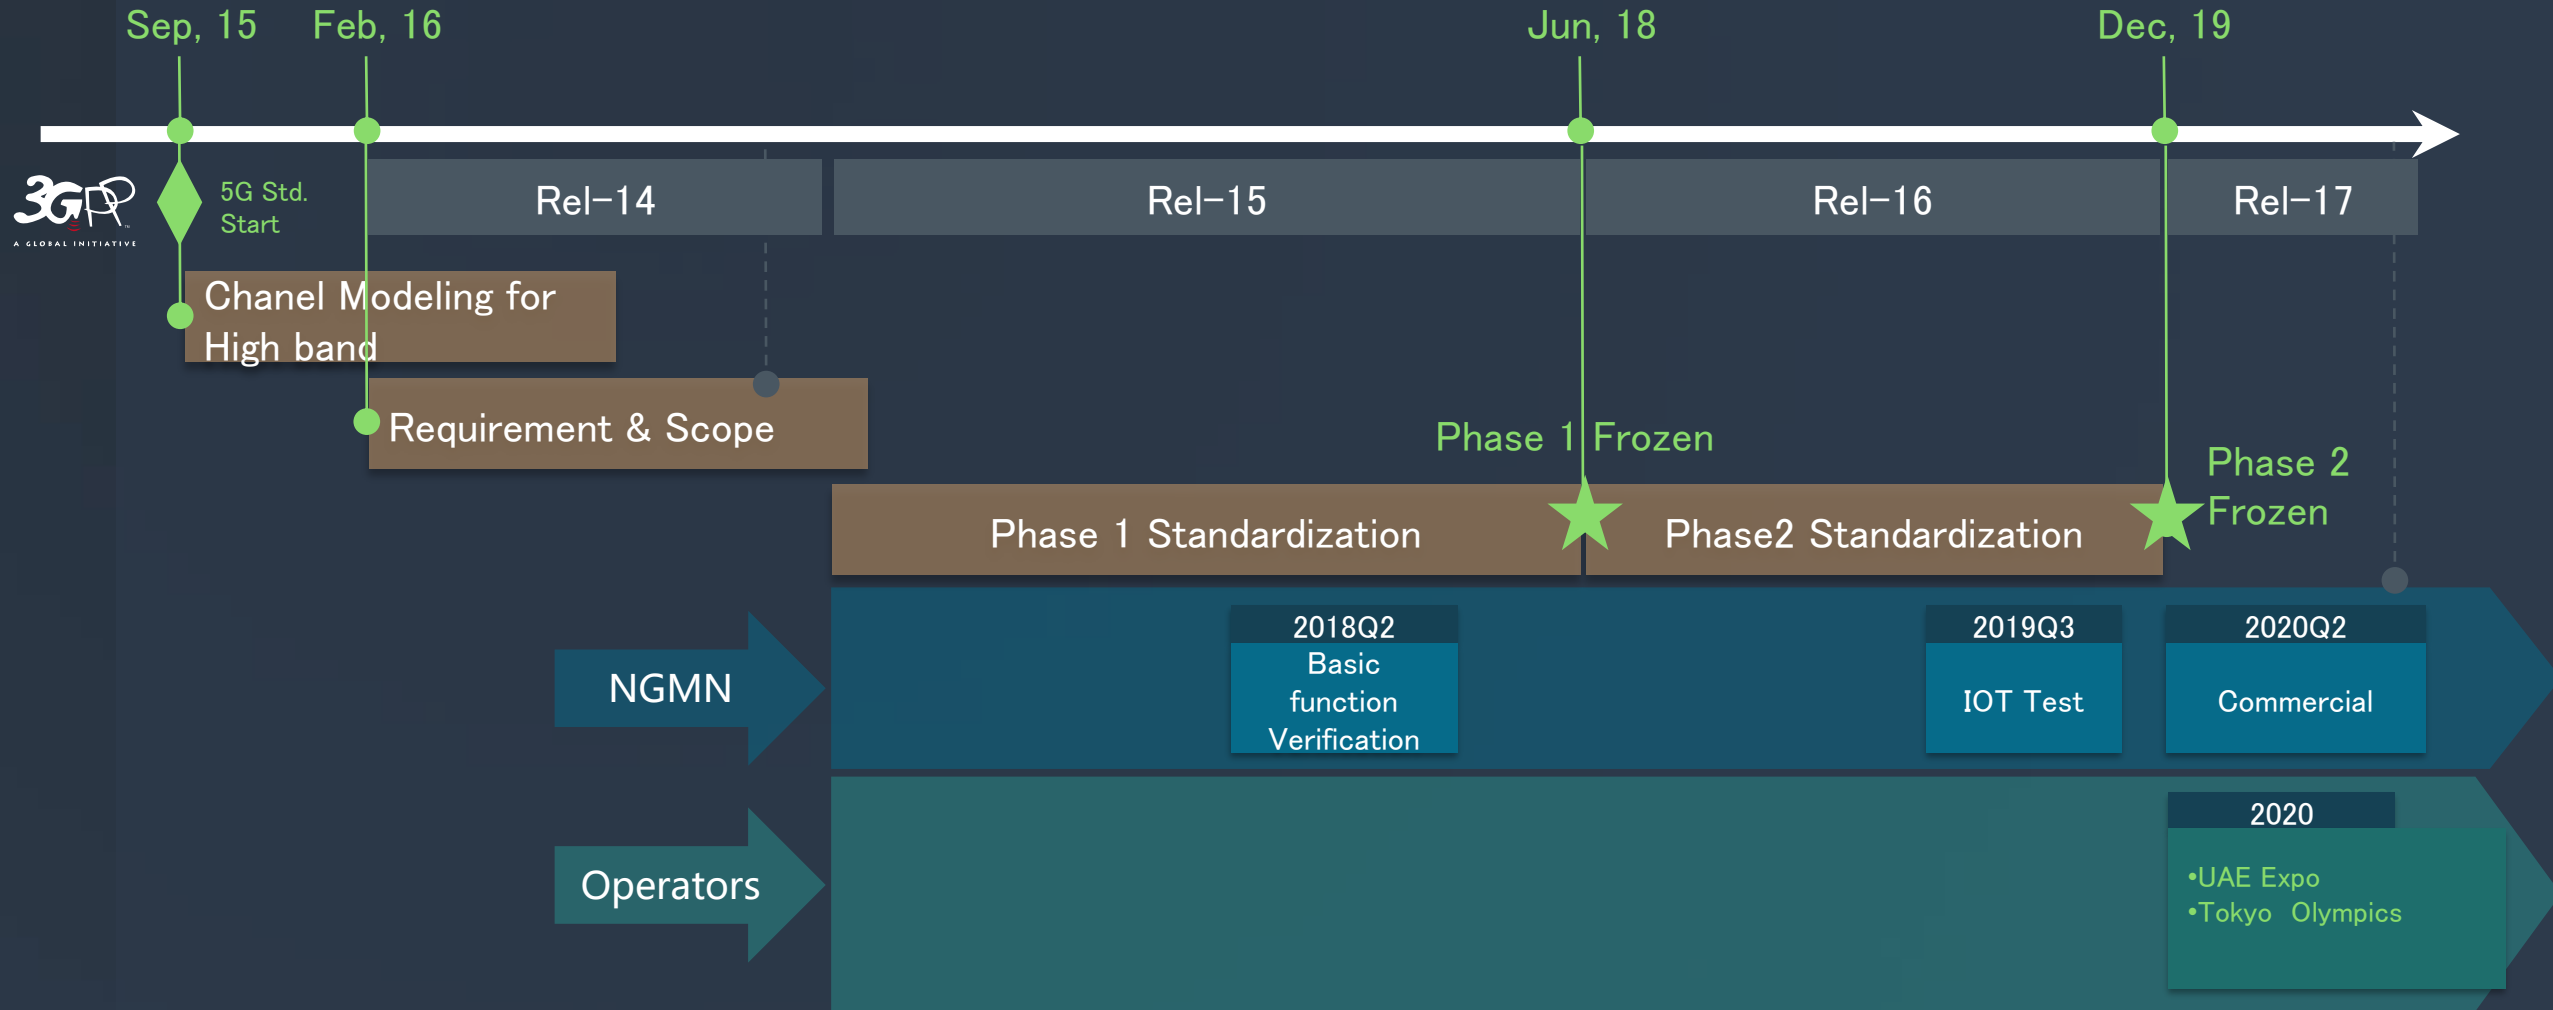 Sep, 15
Feb, 16
Jun, 18
Dec, 19
3GPP
TM
A GLOBAL INITIATIVE
5G Std.
Start
Rel-14
Rel-15
Rel-16
Rel-17
Chanel Modeling for
High band
Requirement & Scope
Phase 1 Frozen
Phase 2
Frozen
Phase 1 Standardization
Phase2 Standardization
NGMN
2018Q2
Basic
function
Verification
2019Q3
IOT Test
2020Q2
Commercial
Operators
2020
•UAE Expo
•Tokyo  Olympics